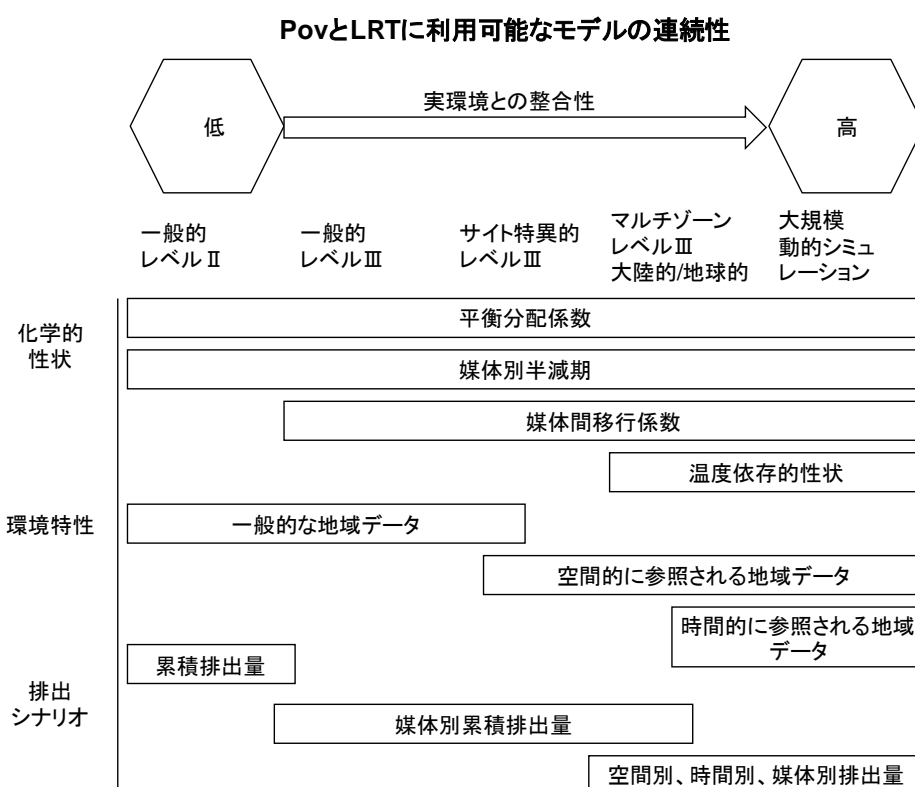 PovとLRTに利用可能なモデルの連続性
低
実環境との整合性
高
一般的
レベルⅡ
一般的
レベルⅢ
サイト特異的
レベルⅢ
マルチゾーン
レベルⅢ
大陸的/地球的
大規模
動的シミュ
レーション
化学的
性状
平衡分配係数
媒体別半減期
媒体間移行係数
温度依存的性状
環境特性
一般的な地域データ
空間的に参照される地域データ
時間的に参照される地域
データ
排出
シナリオ
累積排出量
媒体別累積排出量
空間別、時間別、媒体別排出量